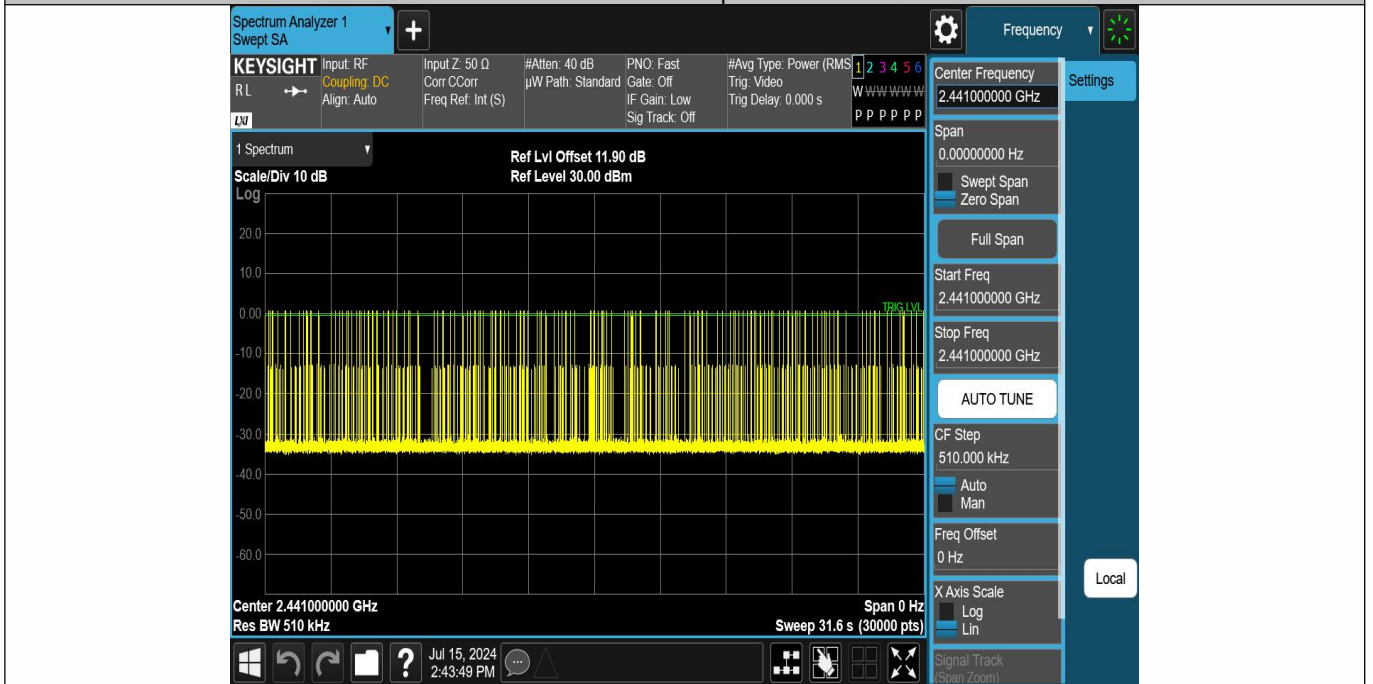 Spectrum Analyzer 1
Swept SA
+
Frequency
KEYSIGHT
RL
LXI
Input: RF
Coupling: DC
Align: Auto
Input Z: 50 Ω
Corr CCorr
Freq Ref: Int (S)
#Atten: 40 dB
µW Path: Standard
PNO: Fast
Gate: Off
IF Gain: Low
Sig Track: Off
#Avg Type: Power (RMS
Trig: Video
Trig Delay: 0.000 s
1 2 3 4 5 6
W W W W W W
P P P P P P
1 Spectrum
Scale/Div 10 dB
Ref Lvl Offset 11.90 dB
Ref Level 30.00 dBm
Log
20.0
10.0
0.00
-10.0
-20.0
-30.0
-40.0
-50.0
-60.0
TRIG LVL
Center 2.441000000 GHz
Res BW 510 kHz
Span 0 Hz
Sweep 31.6 s (30000 pts)
Center Frequency
2.441000000 GHz
Settings
Span
0.00000000 Hz
Swept Span
Zero Span
Full Span
Start Freq
2.441000000 GHz
Stop Freq
2.441000000 GHz
AUTO TUNE
CF Step
510.000 kHz
Auto
Man
Freq Offset
0 Hz
X Axis Scale
Log
Lin
Signal Track
(Span Zoom)
Local
?
Jul 15, 2024
2:43:49 PM